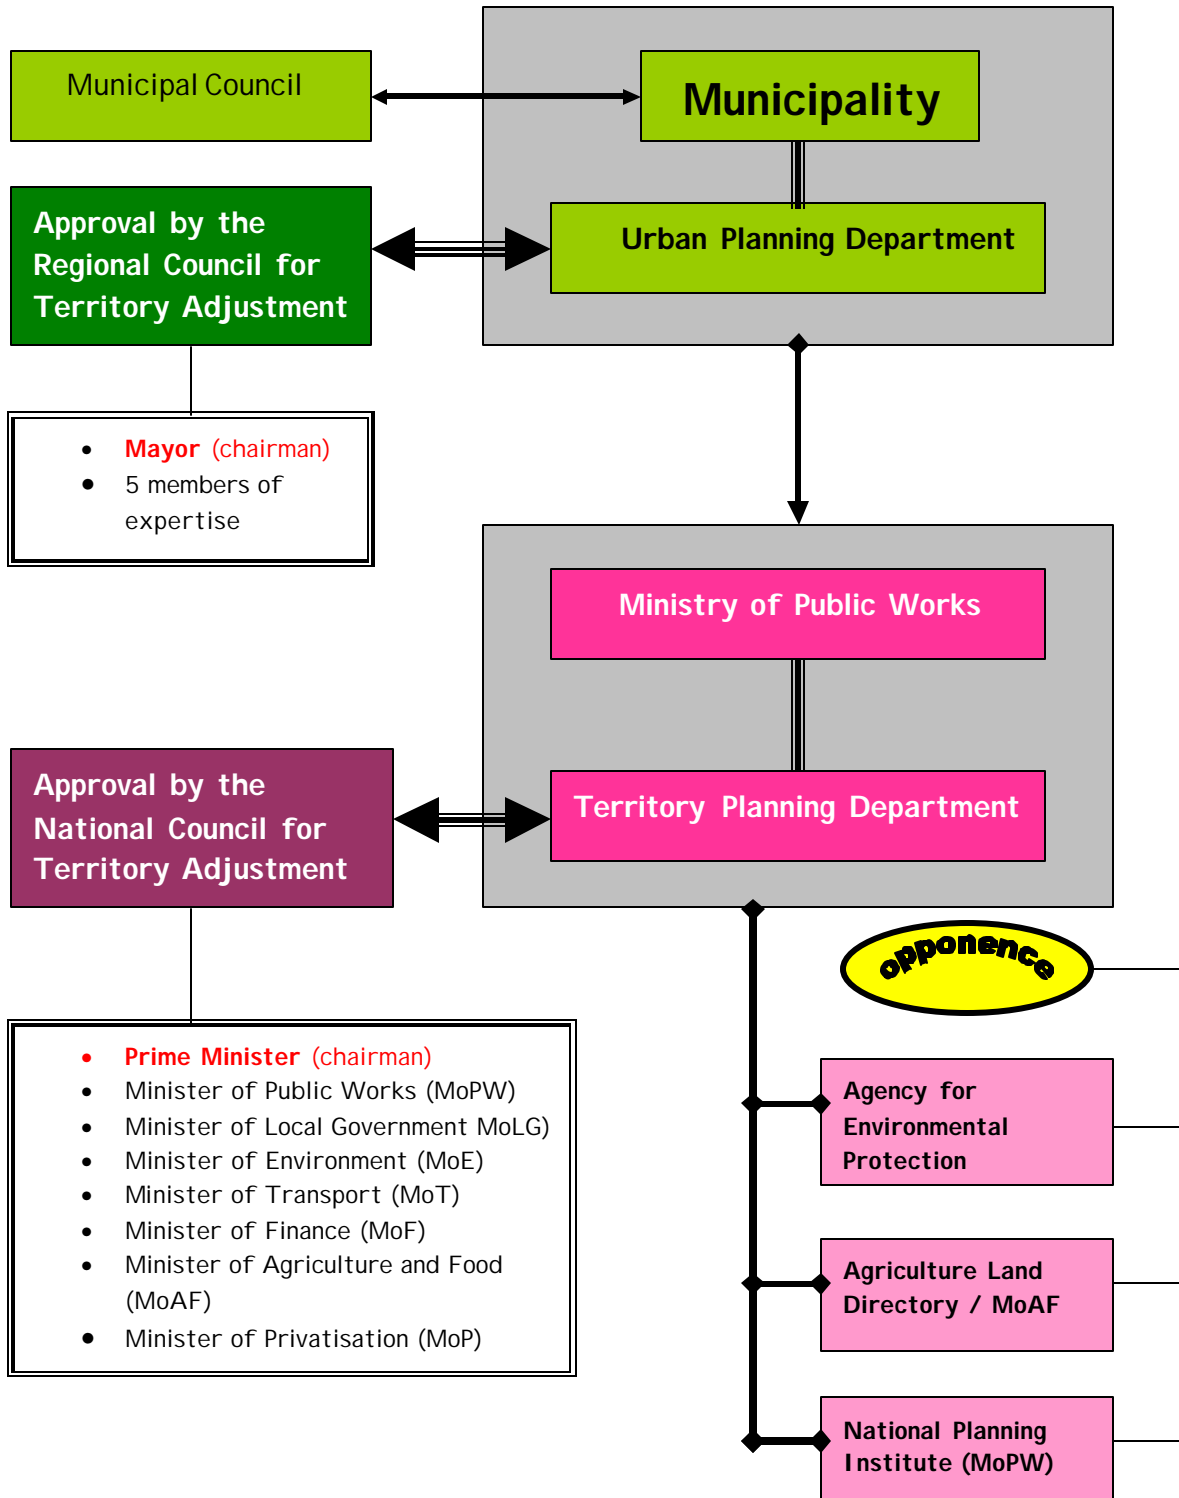 Municipal Council
Municipality
Approval by the
Regional Council for
Territory Adjustment
Urban Planning Department
• Mayor (chairman)
• 5 members of
expertise
Ministry of Public Works
Approval by the
National Council for
Territory Adjustment
Territory Planning Department
opponence
• Prime Minister (chairman)
• Minister of Public Works (MoPW)
• Minister of Local Government MoLG)
• Minister of Environment (MoE)
• Minister of Transport (MoT)
• Minister of Finance (MoF)
• Minister of Agriculture and Food
(MoAF)
• Minister of Privatisation (MoP)
Agency for
Environmental
Protection
Agriculture Land
Directory / MoAF
National Planning
Institute (MoPW)